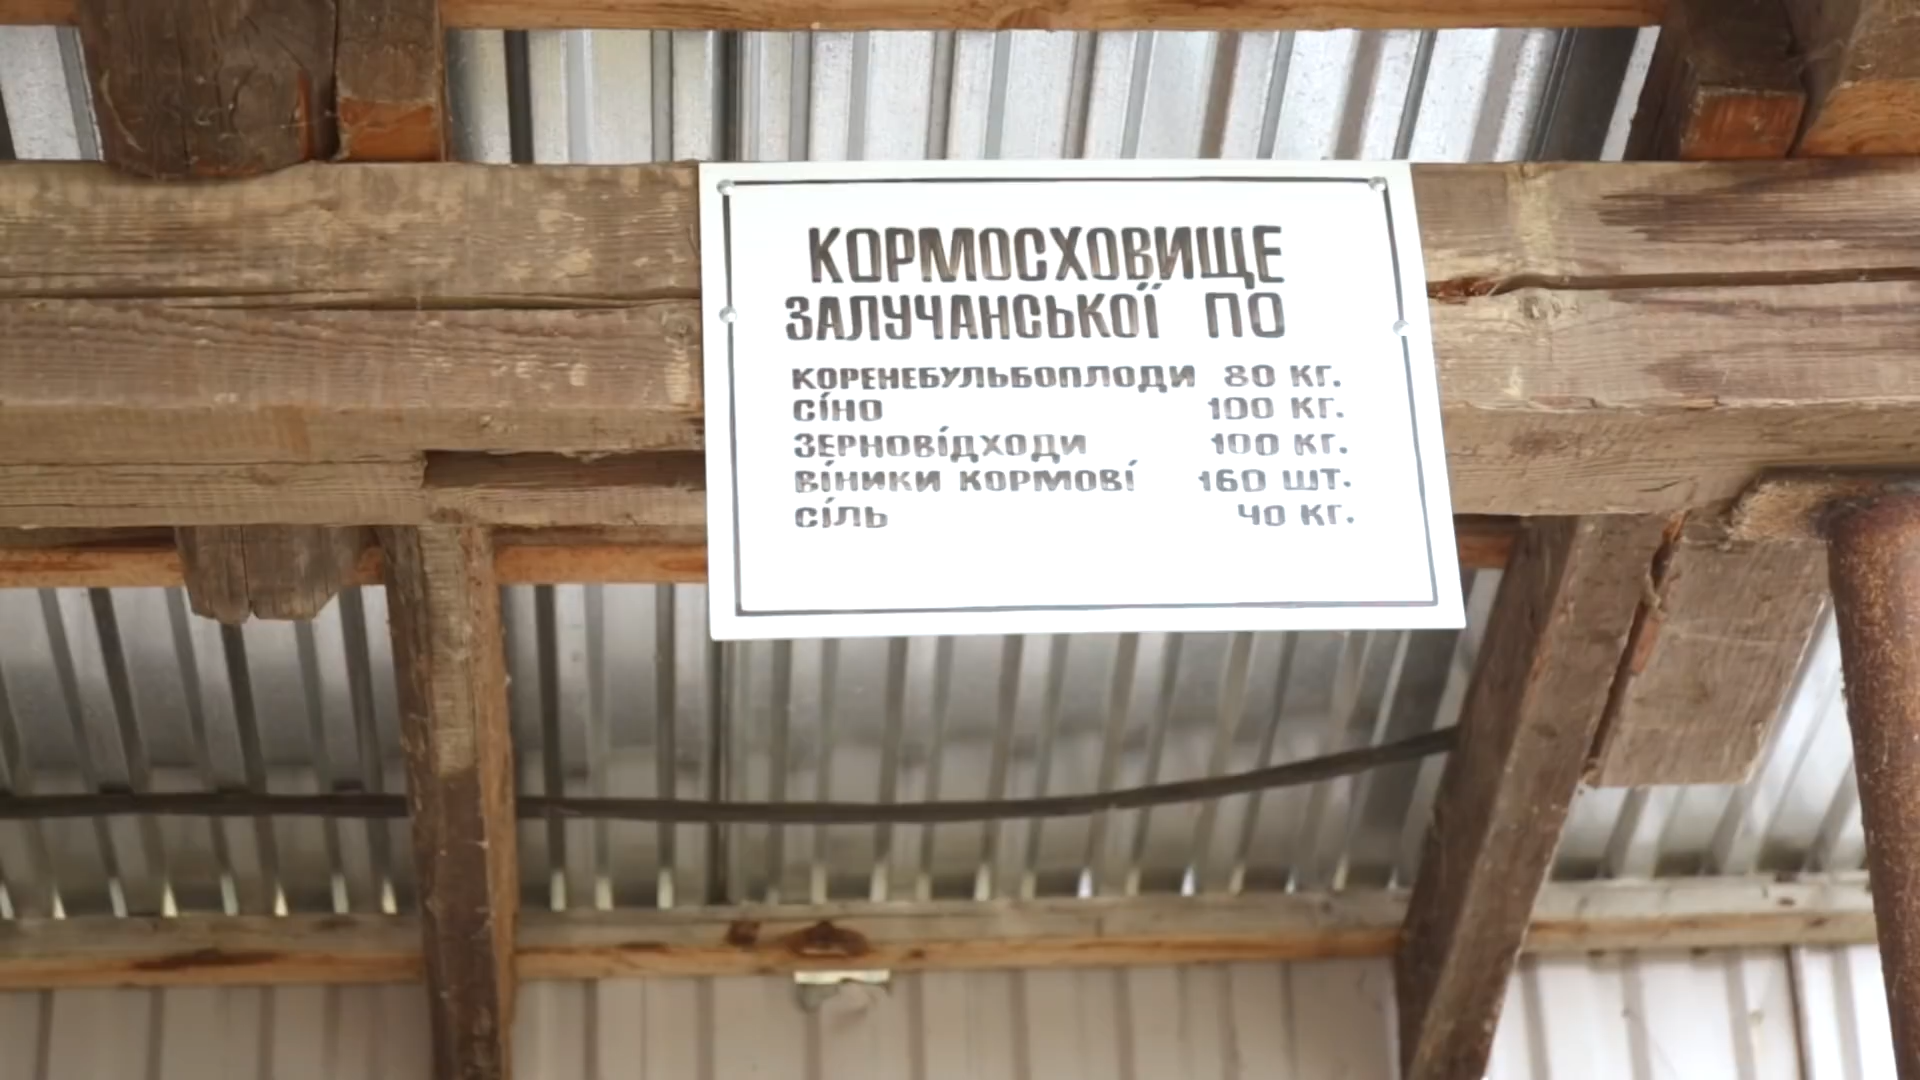 КОРМОСХОВИЩЕ
ЗАЛУЧАНСЬКОЇ ПО
КОРЕНЕБУЛЬБОПЛОДИ 80 КГ.
СІНО 100 КГ.
ЗЕРНОВІДХОДИ 100 КГ.
ВІНИКИ КОРМОВІ 160 ШТ.
СІЛЬ 40 КГ.